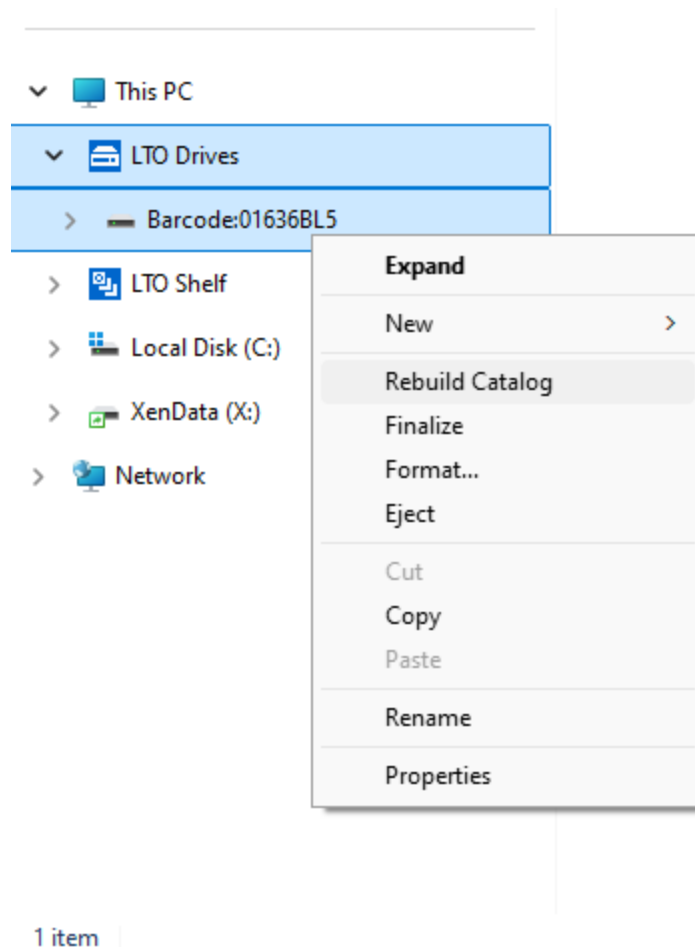 This PC
LTO Drives
Barcode:01636BL5
LTO Shelf
Local Disk (C:)
XenData (X:)
Network
Expand
New
Rebuild Catalog
Finalize
Format...
Eject
Cut
Copy
Paste
Rename
Properties
1 item